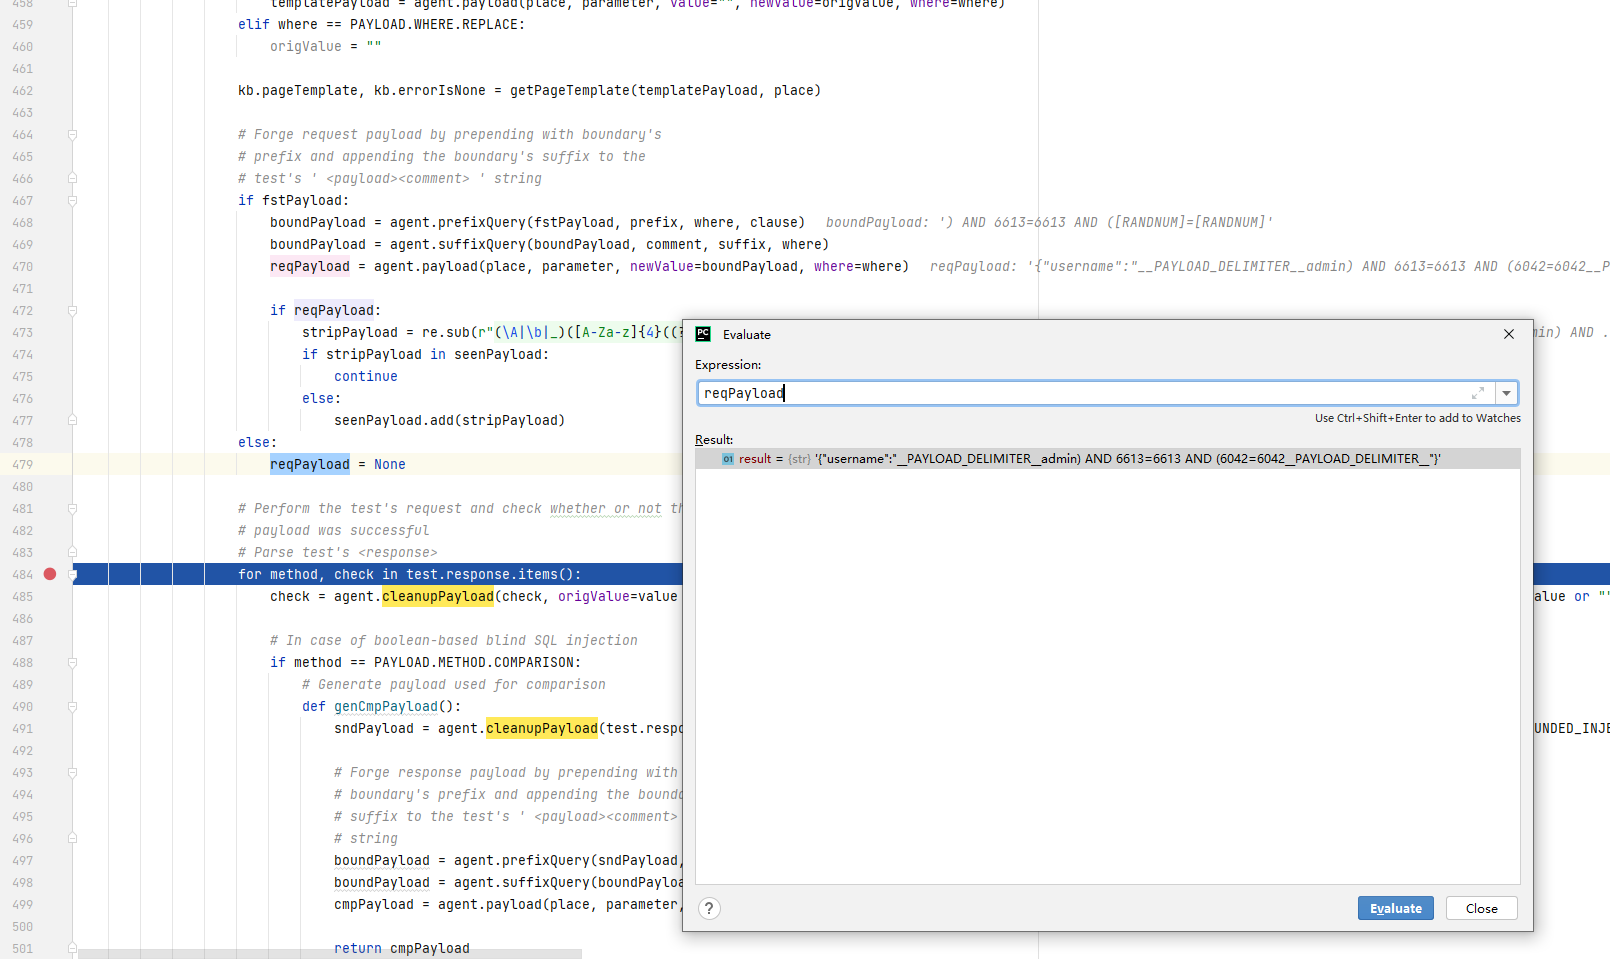 458 templatePayload = agent.payload(place, parameter, value="", newValue=origValue, where=where)
459 elif where == PAYLOAD.WHERE.REPLACE:
460 origValue = ""
461
462 kb.pageTemplate, kb.errorIsNone = getPageTemplate(templatePayload, place)
463
464 # Forge request payload by prepending with boundary's
465 # prefix and appending the boundary's suffix to the
466 # test's ' <payload><comment> ' string
467 if fstPayload:
468 boundPayload = agent.prefixQuery(fstPayload, prefix, where, clause) boundPayload: ') AND 6613=6613 AND ([RANDNUM]=[RANDNUM]'
469 boundPayload = agent.suffixQuery(boundPayload, comment, suffix, where)
470 reqPayload = agent.payload(place, parameter, newValue=boundPayload, where=where) reqPayload: '{"username":"__PAYLOAD_DELIMITER__admin) AND 6613=6613 AND (6042=6042__P
471
472 if reqPayload:
473 stripPayload = re.sub(r"(\A|\b|_)([A-Za-z]{4}((? min) AND .
474 if stripPayload in seenPayload:
475 continue
476 else:
477 seenPayload.add(stripPayload)
478 else:
479 reqPayload = None
480
481 # Perform the test's request and check whether or not th
482 # payload was successful
483 # Parse test's <response>
484 for method, check in test.response.items():
485 check = agent.cleanupPayload(check, origValue=value alue or "'
486
487 # In case of boolean-based blind SQL injection
488 if method == PAYLOAD.METHOD.COMPARISON:
489 # Generate payload used for comparison
490 def genCmpPayload():
491 sndPayload = agent.cleanupPayload(test.respo UNDED_INJE
492
493 # Forge response payload by prepending with
494 # boundary's prefix and appending the bounda
495 # suffix to the test's ' <payload><comment>
496 # string
497 boundPayload = agent.prefixQuery(sndPayload,
498 boundPayload = agent.suffixQuery(boundPayloa
499 cmpPayload = agent.payload(place, parameter,
500
501 return cmpPayload
PC Evaluate
Expression:
reqPayload
Use Ctrl+Shift+Enter to add to Watches
Result:
01 result = {str} '{"username":"__PAYLOAD_DELIMITER__admin) AND 6613=6613 AND (6042=6042__PAYLOAD_DELIMITER__"}'
?
Evaluate
Close